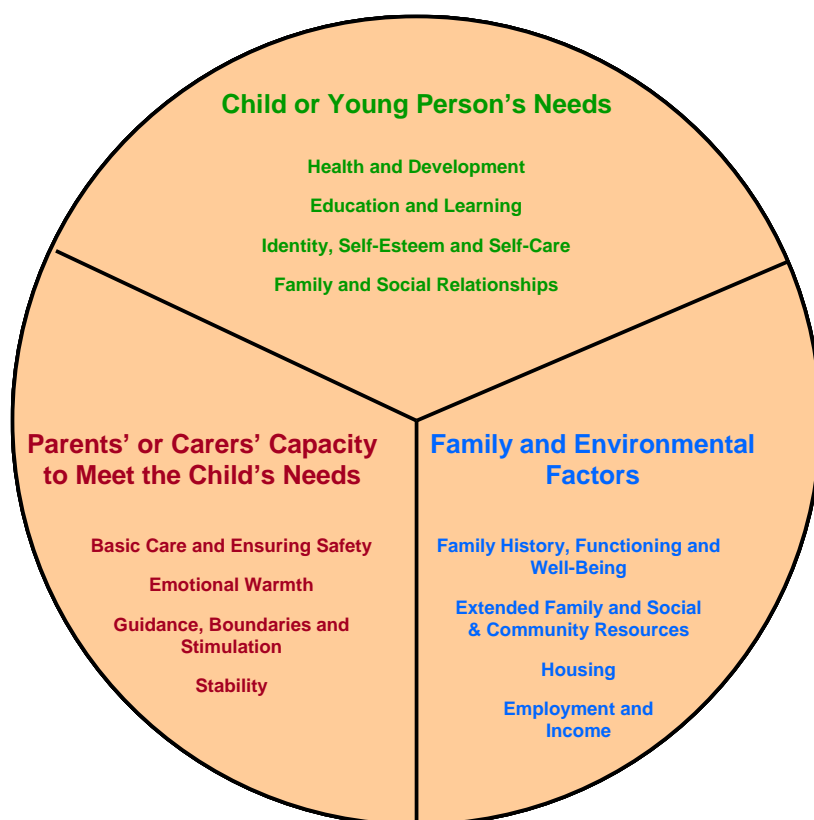 Child or Young Person’s Needs
Health and Development
Education and Learning
Identity, Self-Esteem and Self-Care
Family and Social Relationships
Parents’ or Carers’ Capacity
to Meet the Child’s Needs
Basic Care and Ensuring Safety
Emotional Warmth
Guidance, Boundaries and
Stimulation
Stability
Family and Environmental
Factors
Family History, Functioning and
Well-Being
Extended Family and Social
& Community Resources
Housing
Employment and
Income